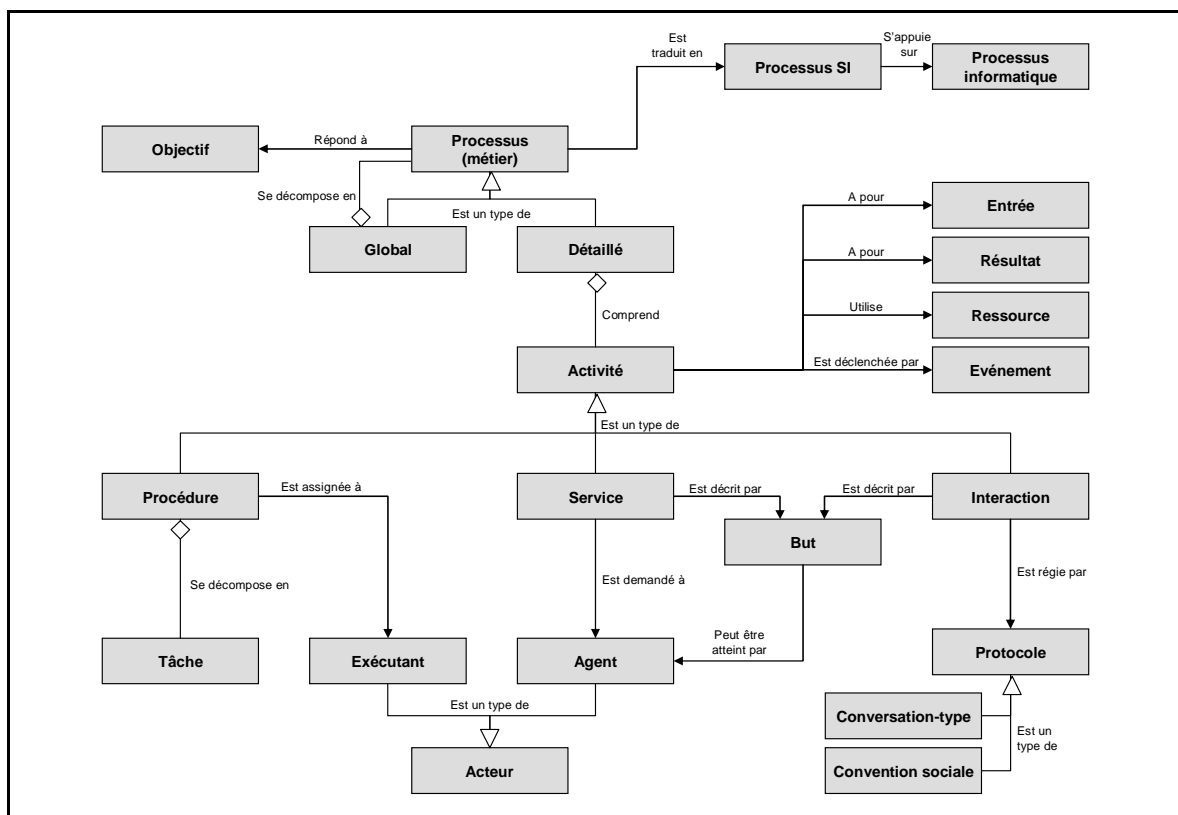 Est
traduit en
S'appuie
sur
Processus SI
Processus
informatique
Objectif
Répond à
Processus
(métier)
Se décompose en
Est un type de
A pour
Entrée
Global
Détaillé
A pour
Résultat
Comprend
Utilise
Ressource
Activité
Est déclenchée par
Evénement
Est un type de
Procédure
Est assignée à
Service
Est décrit par
Est décrit par
Interaction
But
Se décompose en
Est demandé à
Est régie par
Tâche
Exécutant
Agent
Peut être
atteint par
Protocole
Est un type de
Conversation-type
Est un
type de
Acteur
Convention sociale